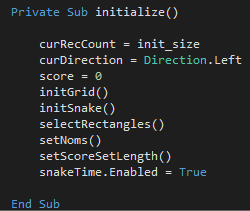 Private Sub initialize()
curRecCount = init_size
curDirection = Direction.Left
score = 0
initGrid()
initSnake()
selectRectangles()
setNoms()
setScoreSetLength()
snakeTime.Enabled = True
End Sub